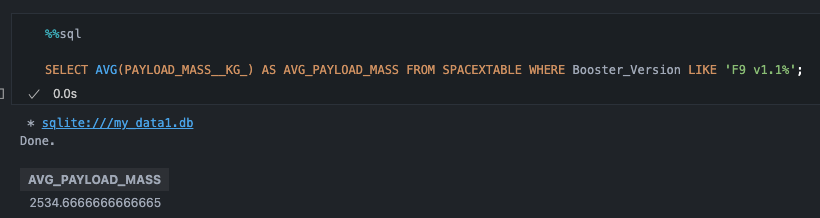 %%sql
SELECT AVG(PAYLOAD_MASS__KG_) AS AVG_PAYLOAD_MASS FROM SPACEXTABLE WHERE Booster_Version LIKE 'F9 v1.1%';
✓ 0.0s
* sqlite:///my_data1.db
Done.
AVG_PAYLOAD_MASS
2534.6666666666665